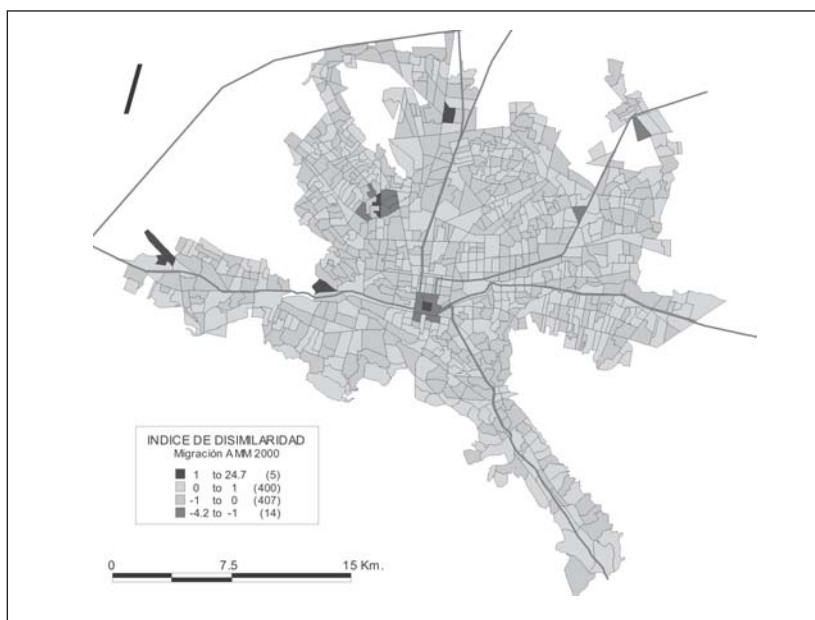 INDICE DE DISIMILARIDAD
Migración AMM 2000
1 to 24.7 (5)
0 to 1 (400)
-1 to 0 (407)
-4.2 to -1 (14)
0 7.5 15 Km.